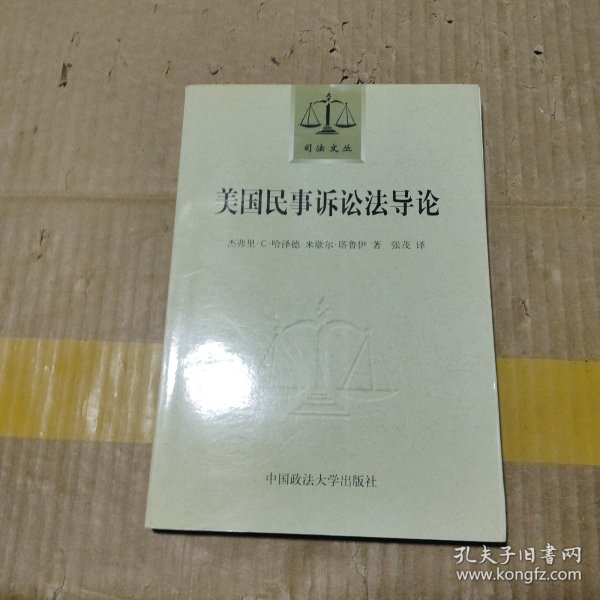 司法文丛
美国民事诉讼法导论
杰弗里 C·哈泽德 米歇尔·塔鲁伊 著 张茂 译
中国政法大学出版社
孔夫子旧书网
www.kongfz.com